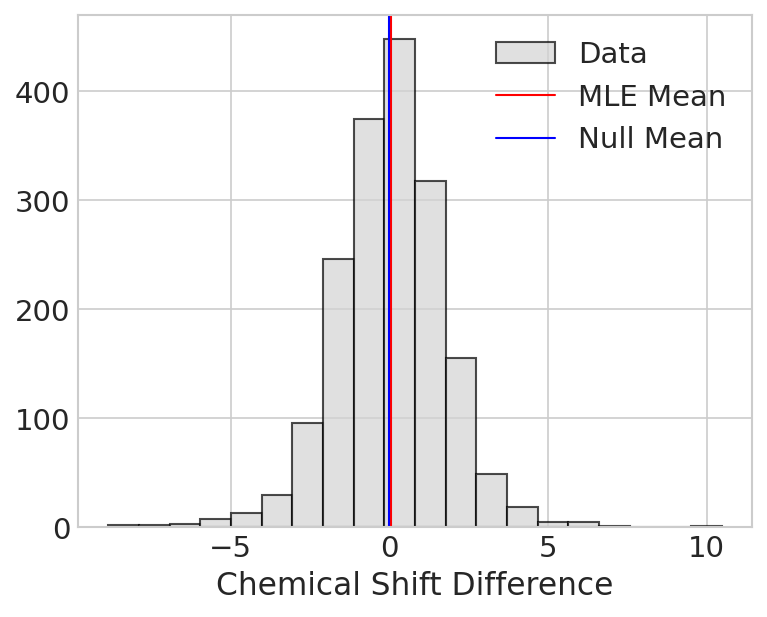 Data
MLE Mean
Null Mean
400
300
200
100
0
−5 0 5 10
Chemical Shift Difference